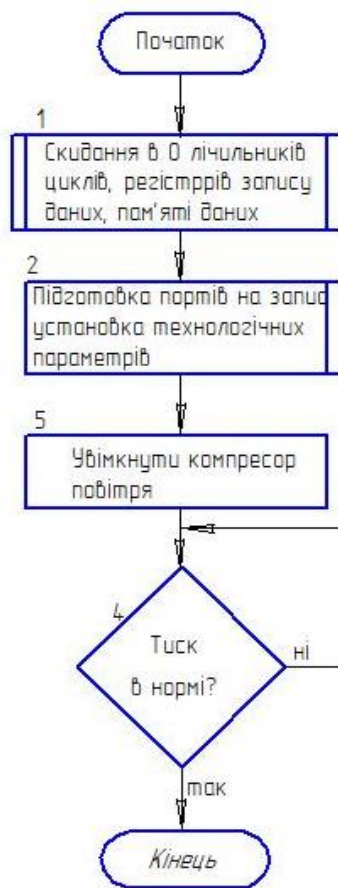 Початок
1
Скидання в 0 лічильників
циклів, регістррів запису
даних, пам'яті даних
2
Підготовка портів на запис
установка технологічних
параметрів
5
Увімкнути компресор
повітря
4
Тиск
в нормі?
ні
так
Кінець